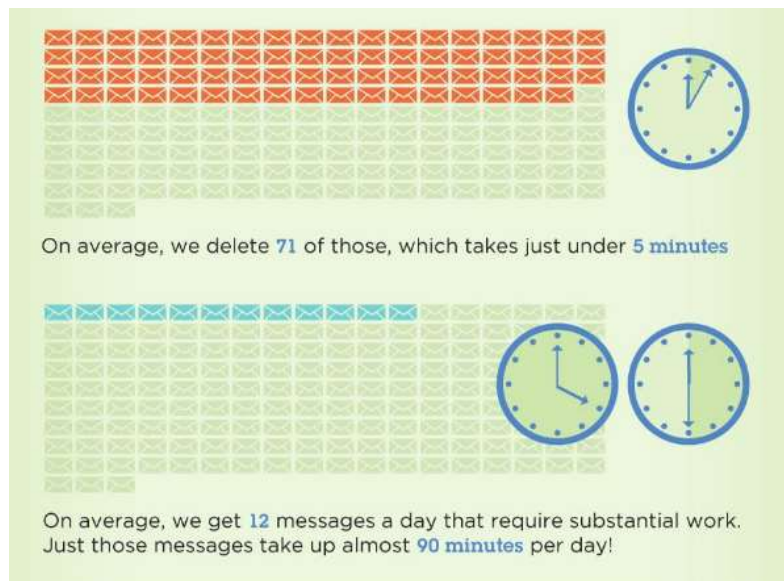 On average, we delete 71 of those, which takes just under 5 minutes
On average, we get 12 messages a day that require substantial work.
Just those messages take up almost 90 minutes per day!